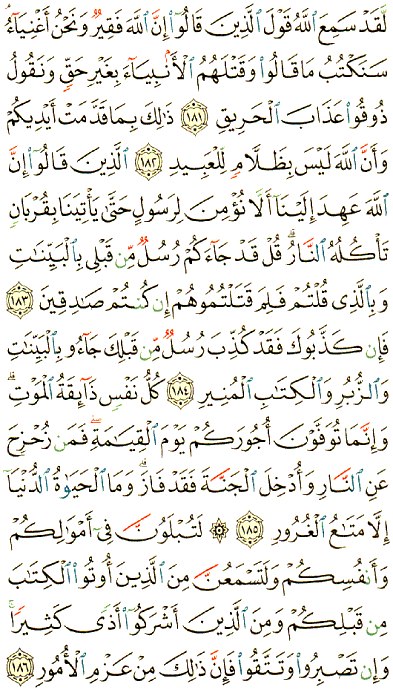 لَّقَدْ سَمِعَ ٱللَّهُ قَوْلَ ٱلَّذِينَ قَالُوٓا۟ إِنَّ ٱللَّهَ فَقِيرٌ وَنَحْنُ أَغْنِيَآءُ
سَنَكْتُبُ مَا قَالُوا۟ وَقَتْلَهُمُ ٱلْأَنۢبِيَآءَ بِغَيْرِ حَقٍّ وَنَقُولُ
ذُوقُوا۟ عَذَابَ ٱلْحَرِيقِ ١٨١ ذَٰلِكَ بِمَا قَدَّمَتْ أَيْدِيكُمْ
وَأَنَّ ٱللَّهَ لَيْسَ بِظَلَّامٍ لِّلْعَبِيدِ ١٨٢ ٱلَّذِينَ قَالُوٓا۟ إِنَّ
ٱللَّهَ عَهِدَ إِلَيْنَآ أَلَّا نُؤْمِنَ لِرَسُولٍ حَتَّىٰ يَأْتِيَنَا بِقُرْبَانٍ
تَأْكُلُهُ ٱلنَّارُ ۗ قُلْ قَدْ جَآءَكُمْ رُسُلٌ مِّن قَبْلِى بِٱلْبَيِّنَٰتِ
وَبِٱلَّذِى قُلْتُمْ فَلِمَ قَتَلْتُمُوهُمْ إِن كُنتُمْ صَٰدِقِينَ ١٨٣
فَإِن كَذَّبُوكَ فَقَدْ كُذِّبَ رُسُلٌ مِّن قَبْلِكَ جَآءُو بِٱلْبَيِّنَٰتِ
وَٱلزُّبُرِ وَٱلْكِتَٰبِ ٱلْمُنِيرِ ١٨٤ كُلُّ نَفْسٍ ذَآئِقَةُ ٱلْمَوْتِ ۗ
وَإِنَّمَا تُوَفَّوْنَ أُجُورَكُمْ يَوْمَ ٱلْقِيَٰمَةِ ۖ فَمَن زُحْزِحَ
عَنِ ٱلنَّارِ وَأُدْخِلَ ٱلْجَنَّةَ فَقَدْ فَازَ ۗ وَمَا ٱلْحَيَوٰةُ ٱلدُّنْيَآ
إِلَّا مَتَٰعُ ٱلْغُرُورِ ١٨٥ ۞ لَتُبْلَوُنَّ فِىٓ أَمْوَٰلِكُمْ
وَأَنفُسِكُمْ وَلَتَسْمَعُنَّ مِنَ ٱلَّذِينَ أُوتُوا۟ ٱلْكِتَٰبَ
مِن قَبْلِكُمْ وَمِنَ ٱلَّذِينَ أَشْرَكُوٓا۟ أَذًى كَثِيرًا ۚ
وَإِن تَصْبِرُوا۟ وَتَتَّقُوا۟ فَإِنَّ ذَٰلِكَ مِنْ عَزْمِ ٱلْأُمُورِ ١٨٦